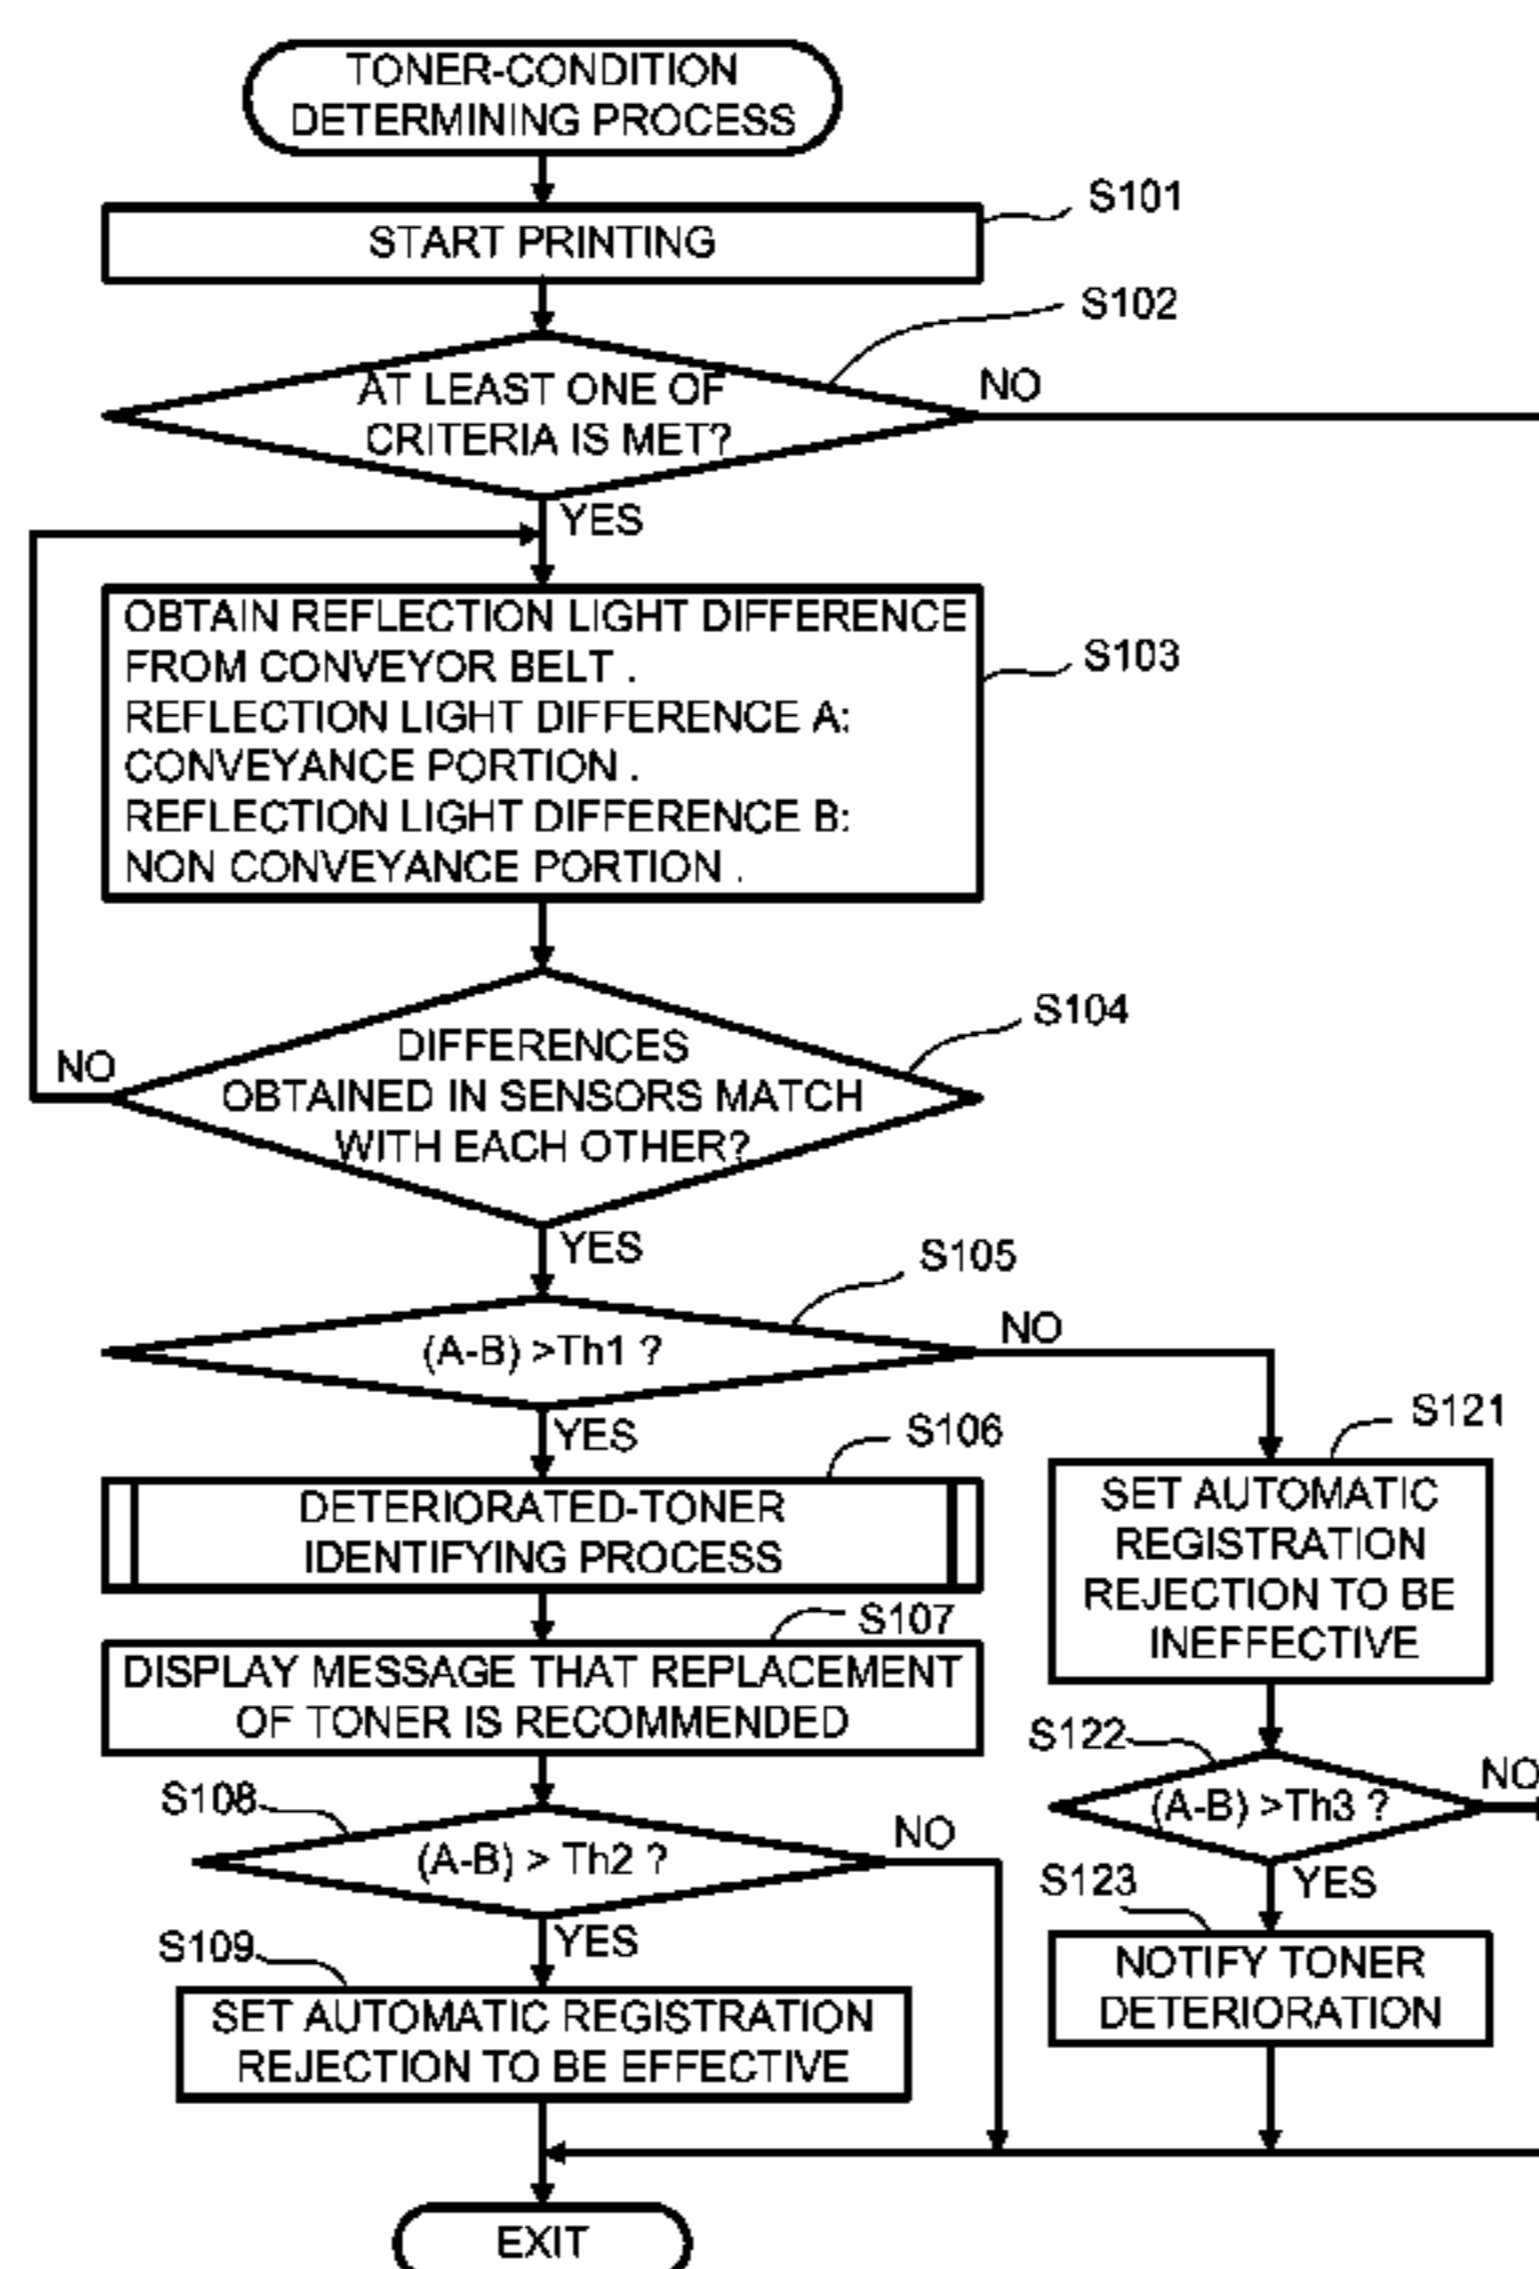 TONER-CONDITION
DETERMINING PROCESS
S101
START PRINTING
S102
AT LEAST ONE OF
CRITERIA IS MET?
NO
YES
OBTAIN REFLECTION LIGHT DIFFERENCE
FROM CONVEYOR BELT .
REFLECTION LIGHT DIFFERENCE A:
CONVEYANCE PORTION .
REFLECTION LIGHT DIFFERENCE B:
NON CONVEYANCE PORTION .
S103
S104
DIFFERENCES
OBTAINED IN SENSORS MATCH
WITH EACH OTHER?
NO
YES
S105
(A-B) >Th1 ?
NO
YES
S106
DETERIORATED-TONER
IDENTIFYING PROCESS
S107
DISPLAY MESSAGE THAT REPLACEMENT
OF TONER IS RECOMMENDED
S108
(A-B) > Th2 ?
NO
YES
S109
SET AUTOMATIC REGISTRATION
REJECTION TO BE EFFECTIVE
S121
SET AUTOMATIC
REGISTRATION
REJECTION TO BE
INEFFECTIVE
S122
(A-B) >Th3 ?
NO
YES
S123
NOTIFY TONER
DETERIORATION
EXIT